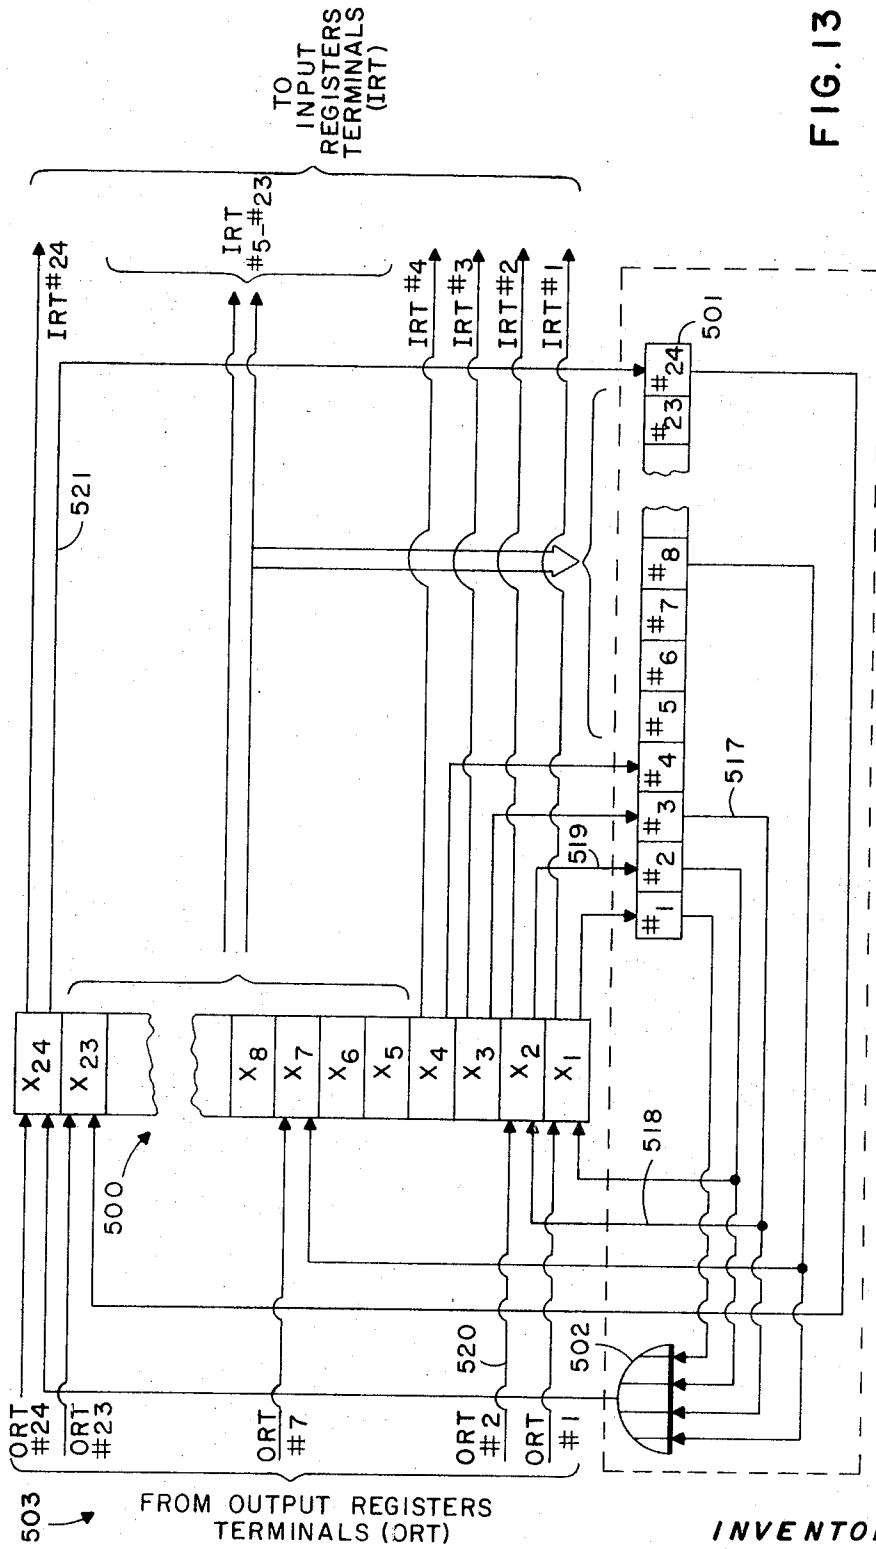 TO
INPUT
REGISTERS
TERMINALS
(IRT)
FIG. 13
IRT#24
IRT
#5-#23
IRT#4
IRT#3
IRT#2
IRT#1
521
501
#1
#2
#3
#4
#5
#6
#7
#8
#23
#24
517
519
518
X24
X23
X8
X7
X6
X5
X4
X3
X2
X1
500
520
502
ORT
#24
ORT
#23
ORT
#7
ORT
#2
ORT
#1
503
FROM OUTPUT REGISTERS
TERMINALS (ORT)
INVENTO